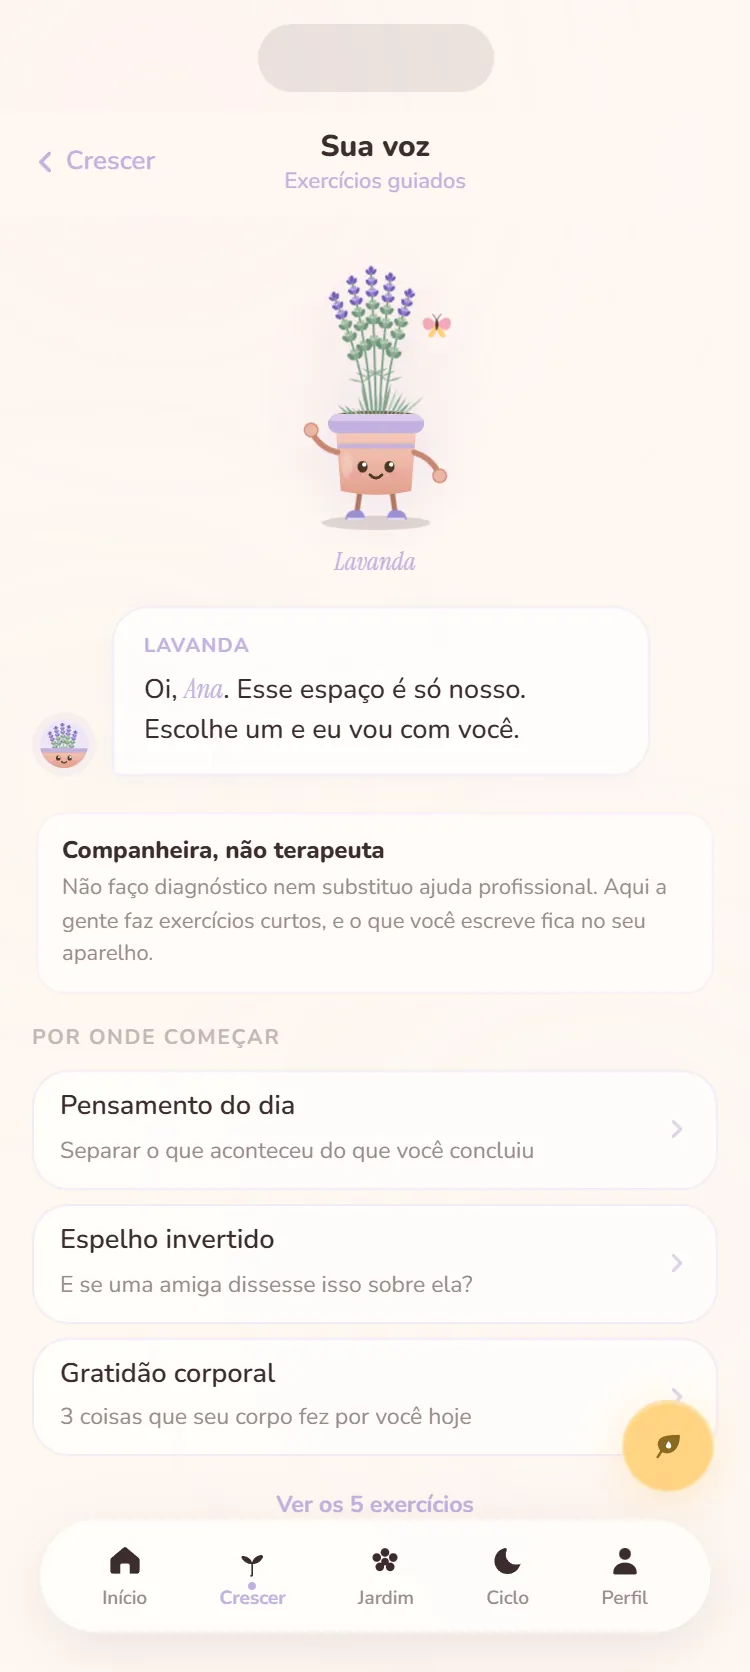 Crescer
Sua voz
Exercícios guiados
Lavanda
LAVANDA
Oi, Ana. Esse espaço é só nosso.
Escolhe um e eu vou com você.
Companheira, não terapeuta
Não faço diagnóstico nem substituo ajuda profissional. Aqui a
gente faz exercícios curtos, e o que você escreve fica no seu
aparelho.
POR ONDE COMEÇAR
Pensamento do dia
Separar o que aconteceu do que você concluiu
Espelho invertido
E se uma amiga dissesse isso sobre ela?
Gratidão corporal
3 coisas que seu corpo fez por você hoje
Ver os 5 exercícios
Início
Crescer
Jardim
Ciclo
Perfil